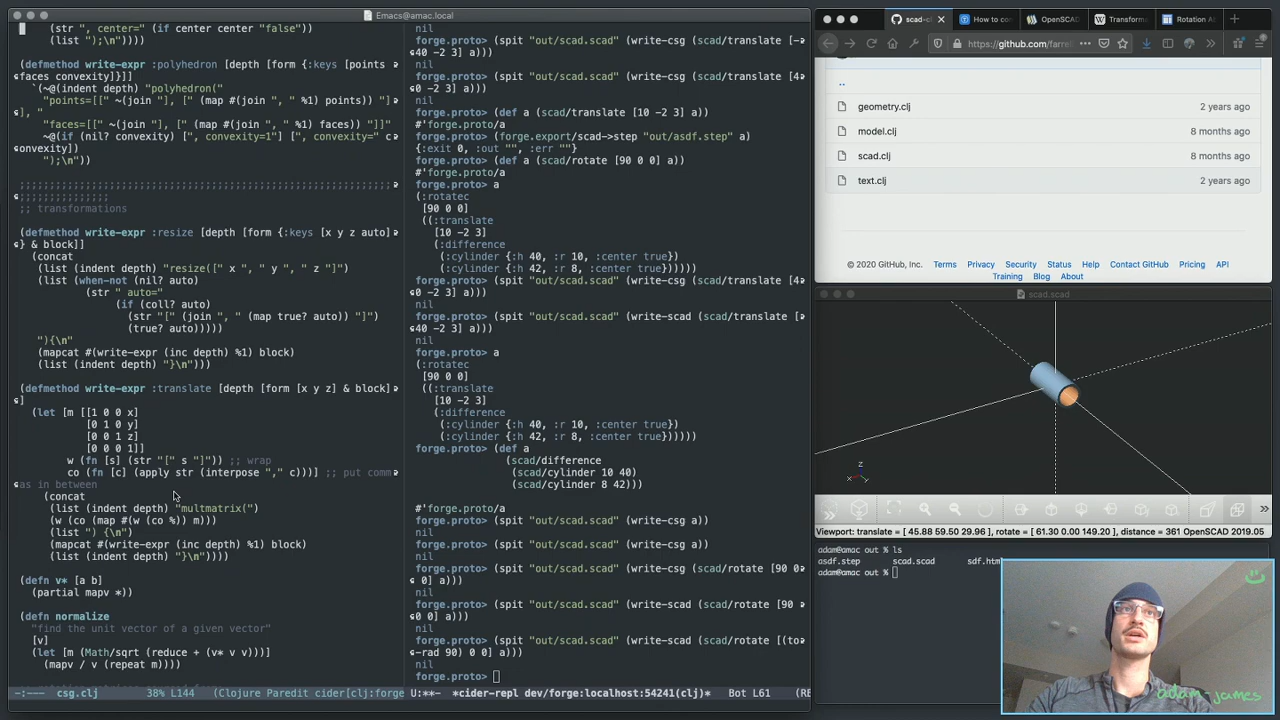 Emacs@amac.local
(str ", center=" (if center center "false"))
(list ");\n"))))
(defmethod write-expr :polyhedron [depth [form {:keys [points
faces convexity]}]]
`(~@(indent depth) "polyhedron("
"points=[[" ~(join "], [" (map #(join ", " %1) points)) "]
], "
"faces=[[" ~(join "], [" (map #(join ", " %1) faces)) "]]"
~@(if (nil? convexity) [", convexity=1"] [", convexity=" c
onvexity])
");\n"))
;;;;;;;;;;;;;;;;;;;;;;;;;;;;;;;;;;;;;;;;;;;;;;;;;;;;;;;;;;;;;;
;;;;;;;;;;;;;;;
;; transformations
(defmethod write-expr :resize [depth [form {:keys [x y z auto]
} & block]]
(concat
(list (indent depth) "resize([" x ", " y ", " z "]")
(list (when-not (nil? auto)
(str " auto="
(if (coll? auto)
(str "[" (join ", " (map true? auto)) "]")
(true? auto)))))
"){\n"
(mapcat #(write-expr (inc depth) %1) block)
(list (indent depth) "}\n")))
(defmethod write-expr :translate [depth [form [x y z] & block]
]
(let [m [[1 0 0 x]
[0 1 0 y]
[0 0 1 z]
[0 0 0 1]]
w (fn [s] (str "[" s "]")) ;; wrap
co (fn [c] (apply str (interpose "," c)))] ;; put comm
as in between
(concat
(list (indent depth) "multmatrix(")
(w (co (map #(w (co %)) m)))
(list ") {\n")
(mapcat #(write-expr (inc depth) %1) block)
(list (indent depth) "}\n"))))
(defn v* [a b]
(partial mapv *))
(defn normalize
"find the unit vector of a given vector"
[v]
(let [m (Math/sqrt (reduce + (v* v v)))]
(mapv / v (repeat m))))
-:--- csg.clj 38% L144 (Clojure Paredit cider[clj:forge
nil
forge.proto> (spit "out/scad.scad" (write-csg (scad/translate [-
40 -2 3] a)))
nil
forge.proto> (spit "out/scad.scad" (write-csg (scad/translate [4
0 -2 3] a)))
nil
forge.proto> (def a (scad/translate [10 -2 3] a))
#'forge.proto/a
forge.proto> (forge.export/scad->step "out/asdf.step" a)
{:exit 0, :out "", :err ""}
forge.proto> (def a (scad/rotate [90 0 0] a))
#'forge.proto/a
forge.proto> a
(:rotatec
[90 0 0]
((:translate
[10 -2 3]
(:difference
(:cylinder {:h 40, :r 10, :center true})
(:cylinder {:h 42, :r 8, :center true})))))
forge.proto> (spit "out/scad.scad" (write-csg (scad/translate [
40 -2 3] a)))
nil
forge.proto> (spit "out/scad.scad" (write-scad (scad/translate [
40 -2 3] a)))
nil
forge.proto> a
(:rotatec
[90 0 0]
((:translate
[10 -2 3]
(:difference
(:cylinder {:h 40, :r 10, :center true})
(:cylinder {:h 42, :r 8, :center true})))))
forge.proto> (def a
(scad/difference
(scad/cylinder 10 40)
(scad/cylinder 8 42)))
#'forge.proto/a
forge.proto> (spit "out/scad.scad" (write-csg a))
nil
forge.proto> (spit "out/scad.scad" (write-csg a))
nil
forge.proto> (spit "out/scad.scad" (write-csg (scad/rotate [90 0
0] a)))
nil
forge.proto> (spit "out/scad.scad" (write-scad (scad/rotate [90
0 0] a)))
nil
forge.proto> (spit "out/scad.scad" (write-scad (scad/rotate [(to
-rad 90) 0 0] a)))
nil
forge.proto>
U:**- *cider-repl dev/forge:localhost:54241(clj)* Bot L61 (RE
scad-cl
How to con
OpenSCAD
Transforma
Rotation A
https://github.com/farrell
..
geometry.clj 2 years ago
model.clj 8 months ago
scad.clj 8 months ago
text.clj 2 years ago
© 2020 GitHub, Inc. Terms Privacy Security Status Help Contact GitHub Pricing API
Training Blog About
scad.scad
z
x
Viewport: translate = [ 45.88 59.50 29.96 ], rotate = [ 61.30 0.00 149.20 ], distance = 361 OpenSCAD 2019.05
adam@amac out % ls
asdf.step scad.scad sdf.htm
adam@amac out %
adam-james